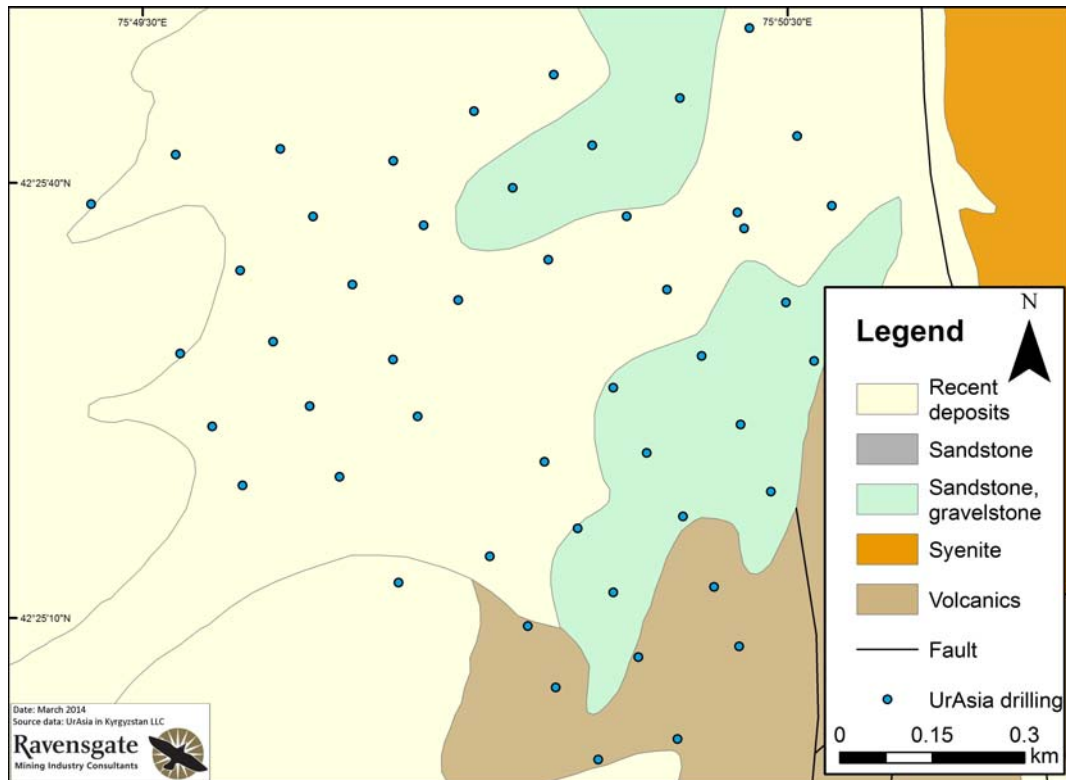 75°49'30"E
75°50'30"E
42°25'40"N
42°25'10"N
Legend
N
Recent
deposits
Sandstone
Sandstone,
gravelstone
Syenite
Volcanics
Fault
UrAsia drilling
0 0.15 0.3
km
Date: March 2014
Source data: UrAsia in Kyrgyzstan LLC
Ravensgate
Mining Industry Consultants